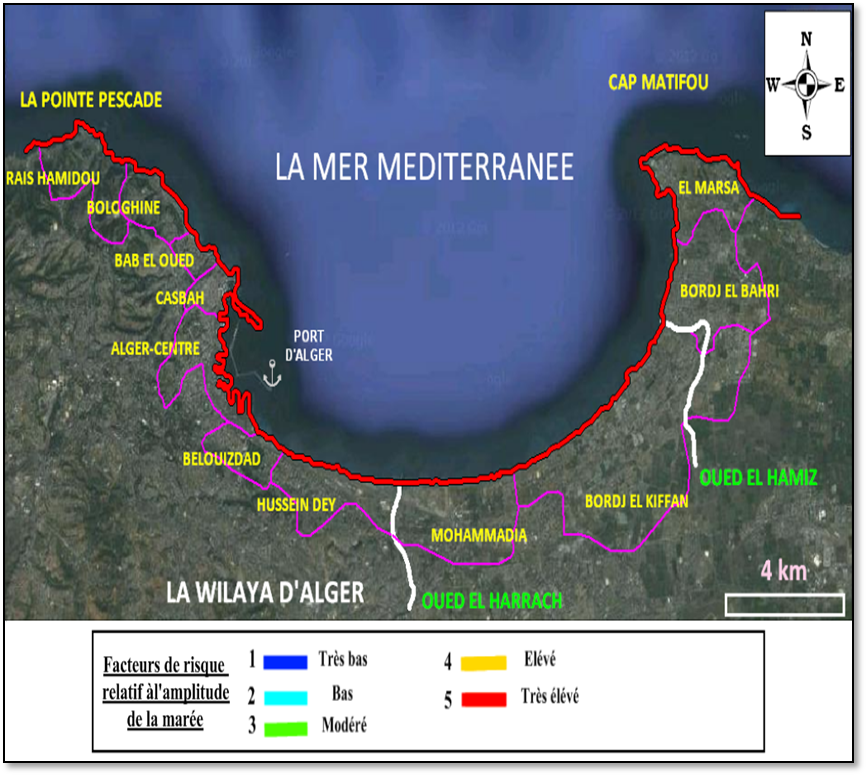 N
W E
S
CAP MATIFOU
LA POINTE PESCADE
LA MER MEDITERRANEE
RAIS HAMIDOU
EL MARSA
BOLOGHINE
BAB EL OUED
CASBAH
BORDJ EL BAHRI
PORT
D'ALGER
ALGER-CENTRE
BELOUIZDAD
OUED EL HAMIZ
HUSSEIN DEY
BORDJ EL KIFFAN
MOHAMMADIA
4 km
LA WILAYA D'ALGER
OUED EL HARRACH
Facteurs de risque
relatif àl'amplitude
de la marée
1 Très bas
2 Bas
3 Modéré
4 Elévé
5 Très élévé